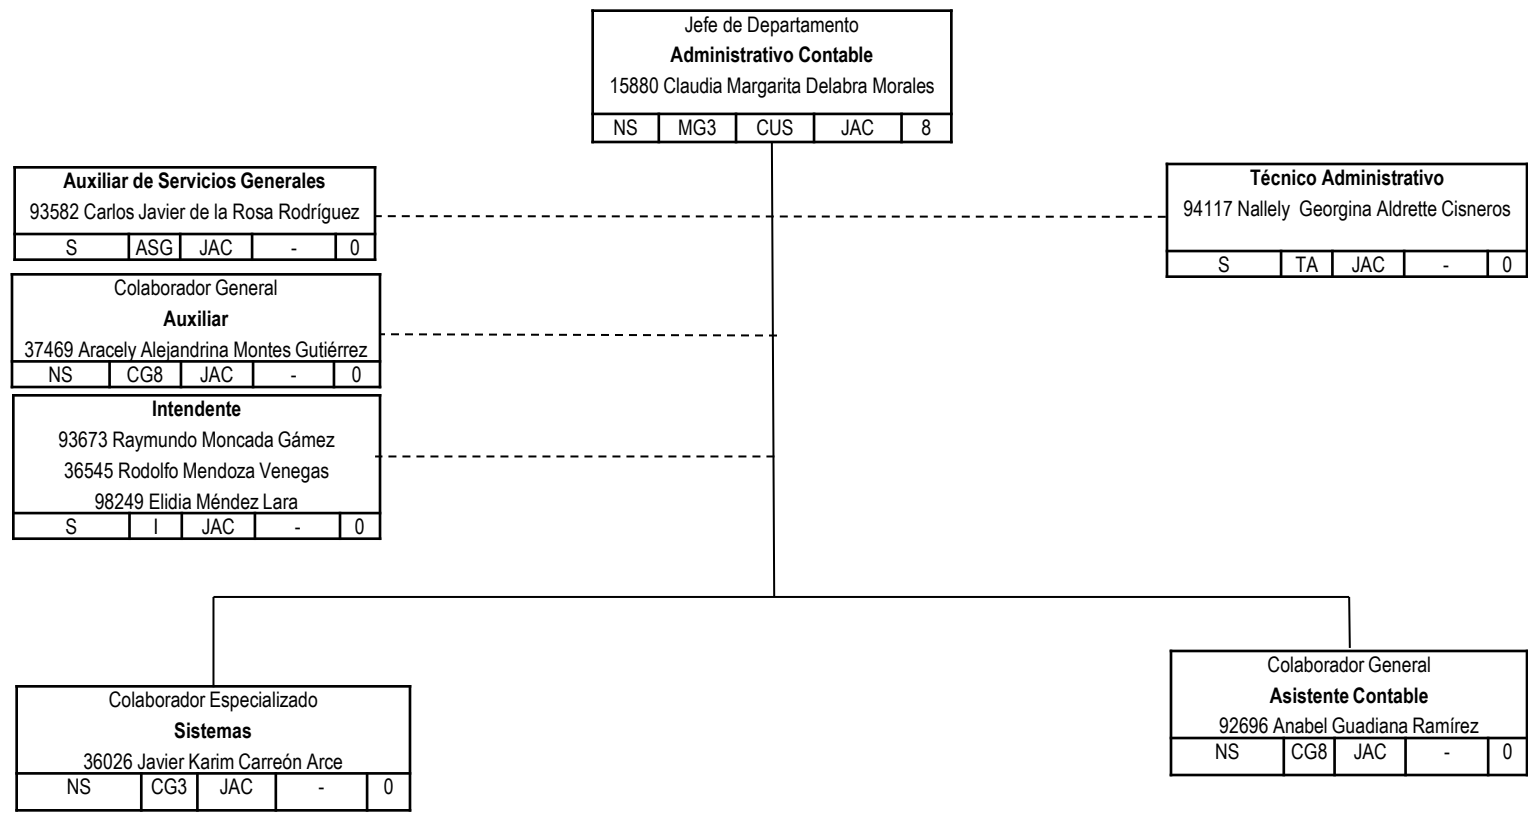 Jefe de Departamento
Administrativo Contable
15880 Claudia Margarita Delabra Morales
NS MG3 CUS JAC 8
Auxiliar de Servicios Generales
93582 Carlos Javier de la Rosa Rodríguez
S ASG JAC - 0
Técnico Administrativo
94117 Nallely Georgina Aldrette Cisneros
S TA JAC - 0
Colaborador General
Auxiliar
37469 Aracely Alejandrina Montes Gutiérrez
NS CG8 JAC - 0
Intendente
93673 Raymundo Moncada Gámez
36545 Rodolfo Mendoza Venegas
98249 Elidia Méndez Lara
S I JAC - 0
Colaborador Especializado
Sistemas
36026 Javier Karim Carreón Arce
NS CG3 JAC - 0
Colaborador General
Asistente Contable
92696 Anabel Guadiana Ramírez
NS CG8 JAC - 0